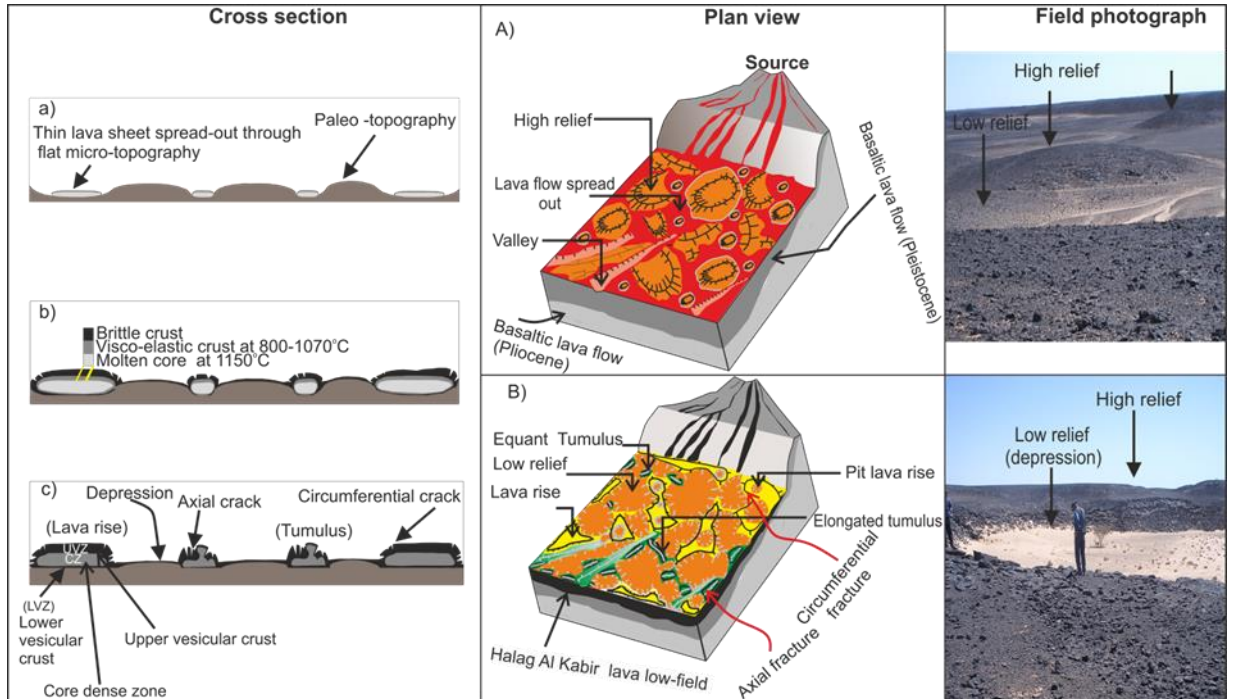 Cross section
a)
Thin lava sheet spread-out through
flat micro-topography
Paleo -topography
b)
Brittle crust
Visco-elastic crust at 800-1070°C
Molten core at 1150°C
c)
Depression
Axial crack
Circumferential crack
(Lava rise)
(Tumulus)
UVZ
CZ
(LVZ)
Lower
vesicular
crust
Upper vesicular crust
Core dense zone
Plan view
A)
Source
High relief
Lava flow spread
out
Valley
Basaltic lava flow
(Pliocene)
Basaltic lava flow
(Pleistocene)
B)
Equant Tumulus
Low relief
Lava rise
Pit lava rise
Elongated tumulus
Circumferential
fracture
Axial fracture
Halag Al Kabir lava low-field
Field photograph
High relief
Low relief
High relief
Low relief
(depression)